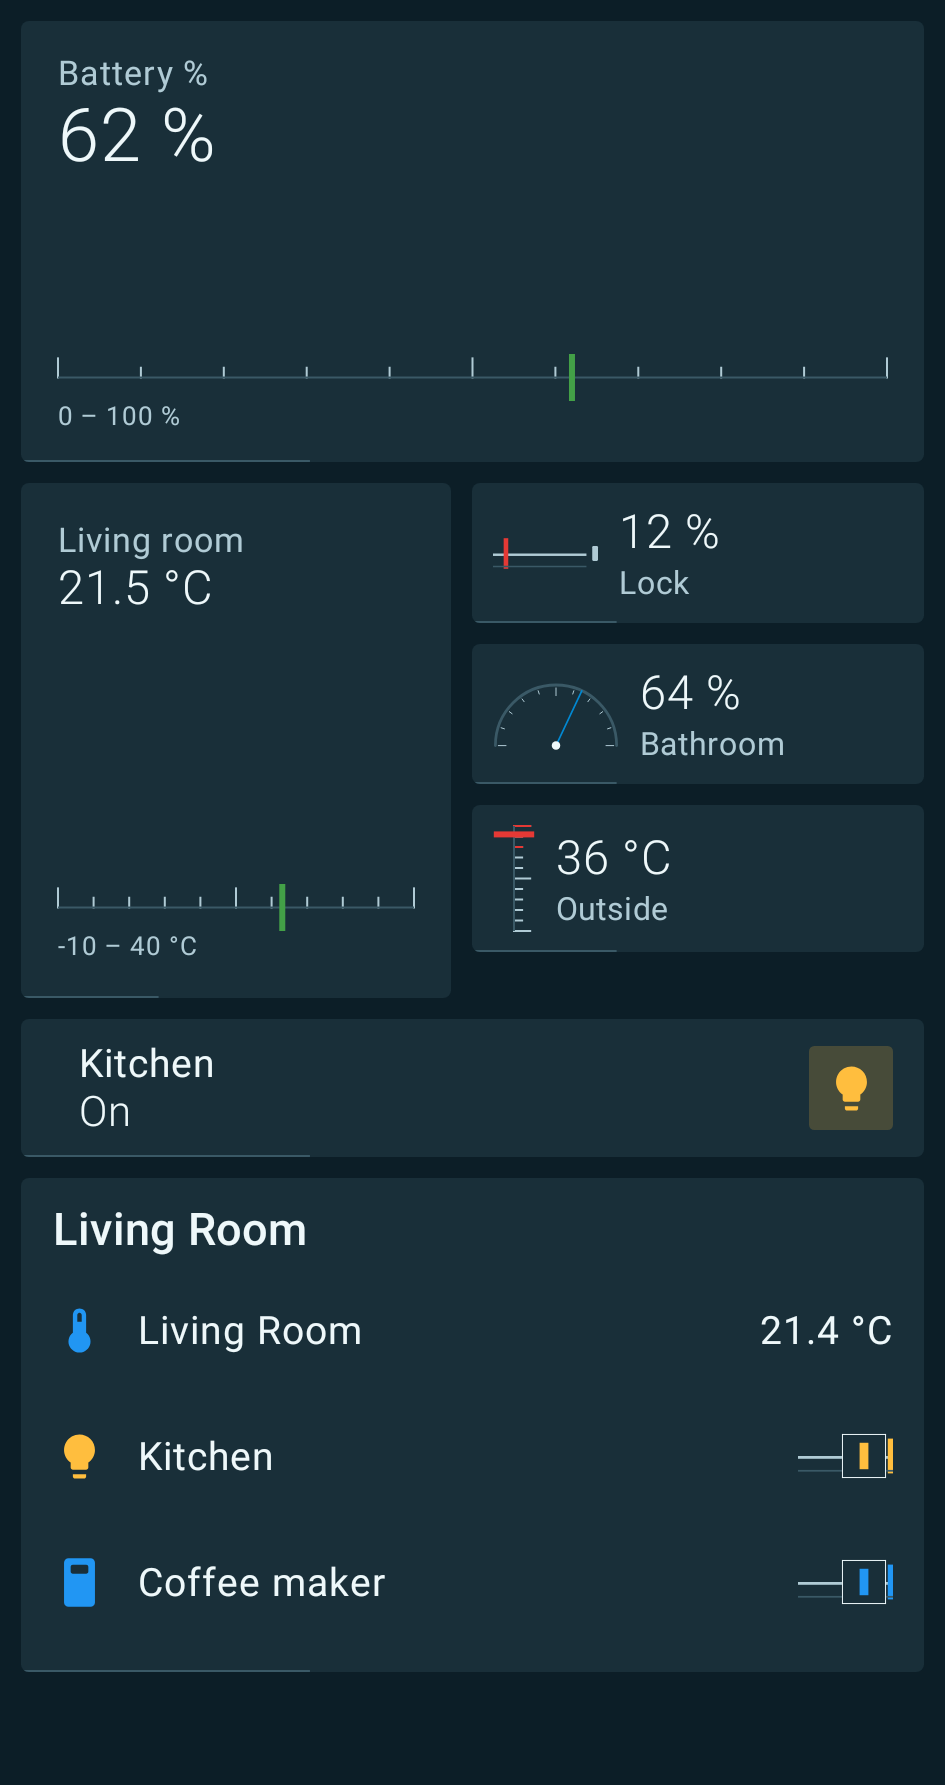 Battery %
62 %
0 – 100 %
Living room
21.5 °C
-10 – 40 °C
12 %
Lock
64 %
Bathroom
36 °C
Outside
Kitchen
On
Living Room
Living Room 21.4 °C
Kitchen
Coffee maker